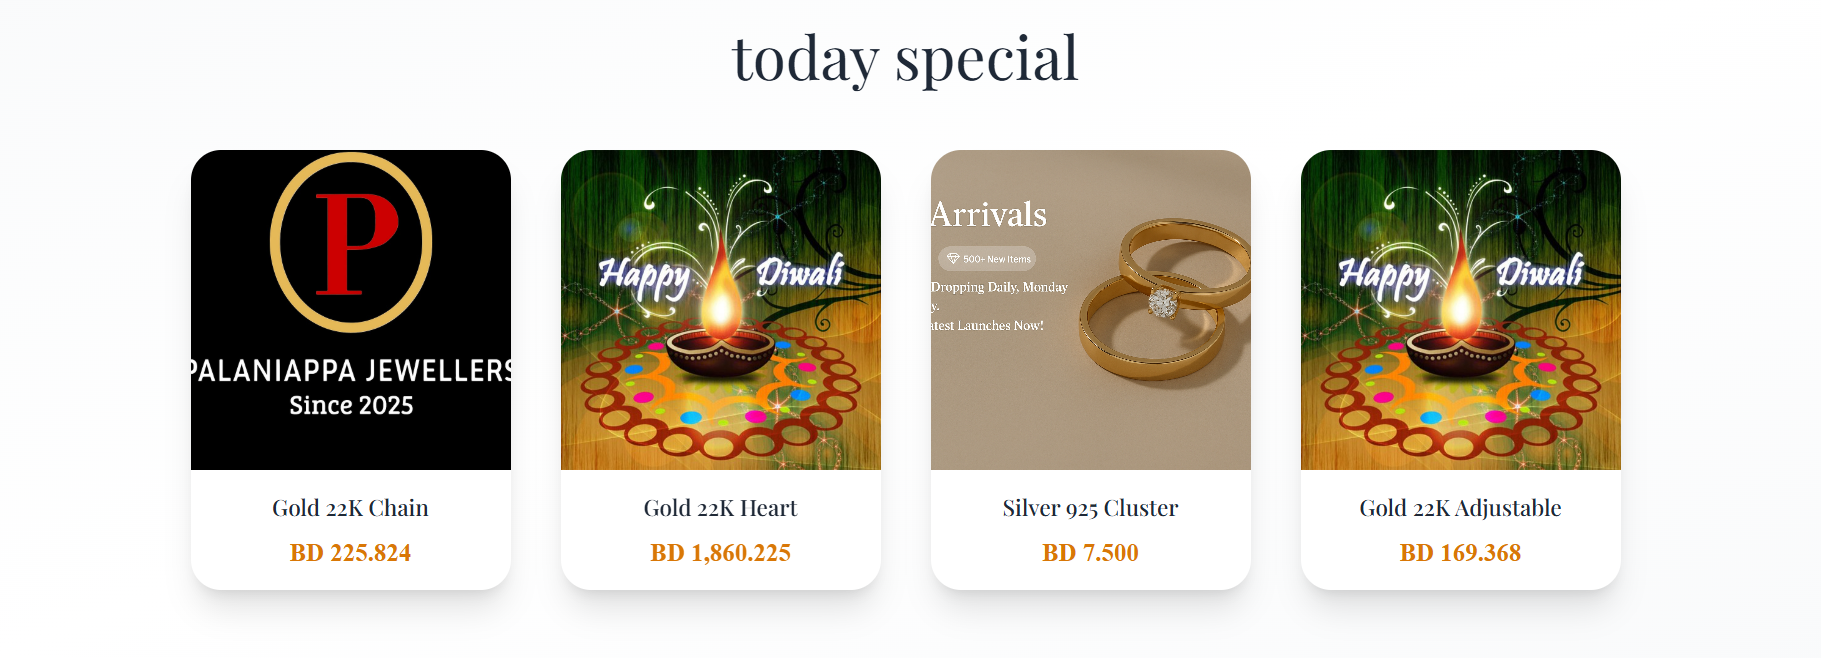 today special
P
PALANIAPPA JEWELLERS
Since 2025
Gold 22K Chain
BD 225.824
Happy Diwali
Gold 22K Heart
BD 1,860.225
Arrivals
500+ New Items
Dropping Daily, Monday
y.
atest Launches Now!
Silver 925 Cluster
BD 7.500
Happy Diwali
Gold 22K Adjustable
BD 169.368